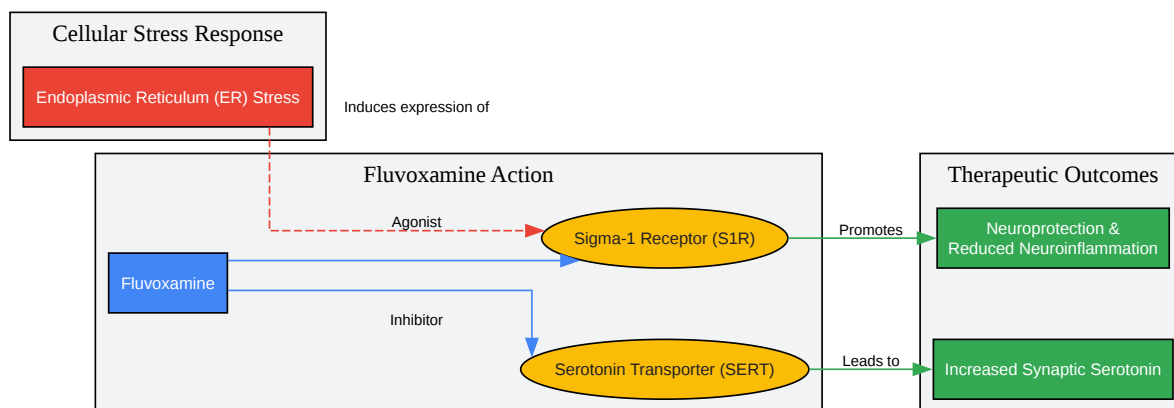 Cellular Stress Response
Endoplasmic Reticulum (ER) Stress
Induces expression of
Fluvoxamine Action
Therapeutic Outcomes
Agonist
Sigma-1 Receptor (S1R)
Promotes
Neuroprotection &
Reduced Neuroinflammation
Fluvoxamine
Inhibitor
Serotonin Transporter (SERT)
Leads to
Increased Synaptic Serotonin